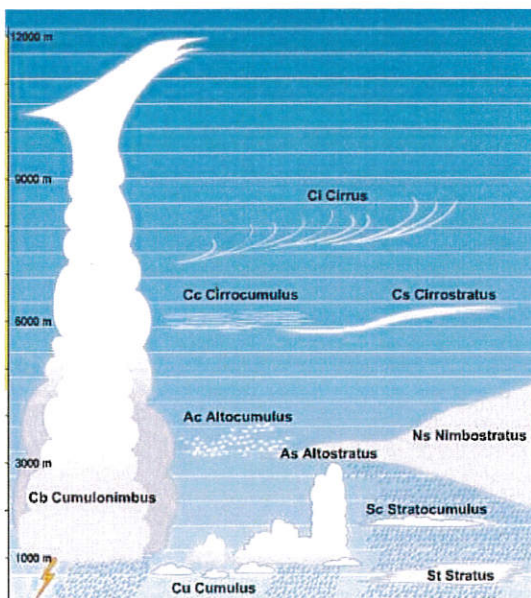 12000 m
9000 m
Ci Cirrus
Cc Cirrocumulus
Cs Cirrostratus
6000 m
Ac Altocumulus
Ns Nimbostratus
As Altostratus
3000 m
Cb Cumulonimbus
Sc Stratocumulus
1000 m
St Stratus
Cu Cumulus